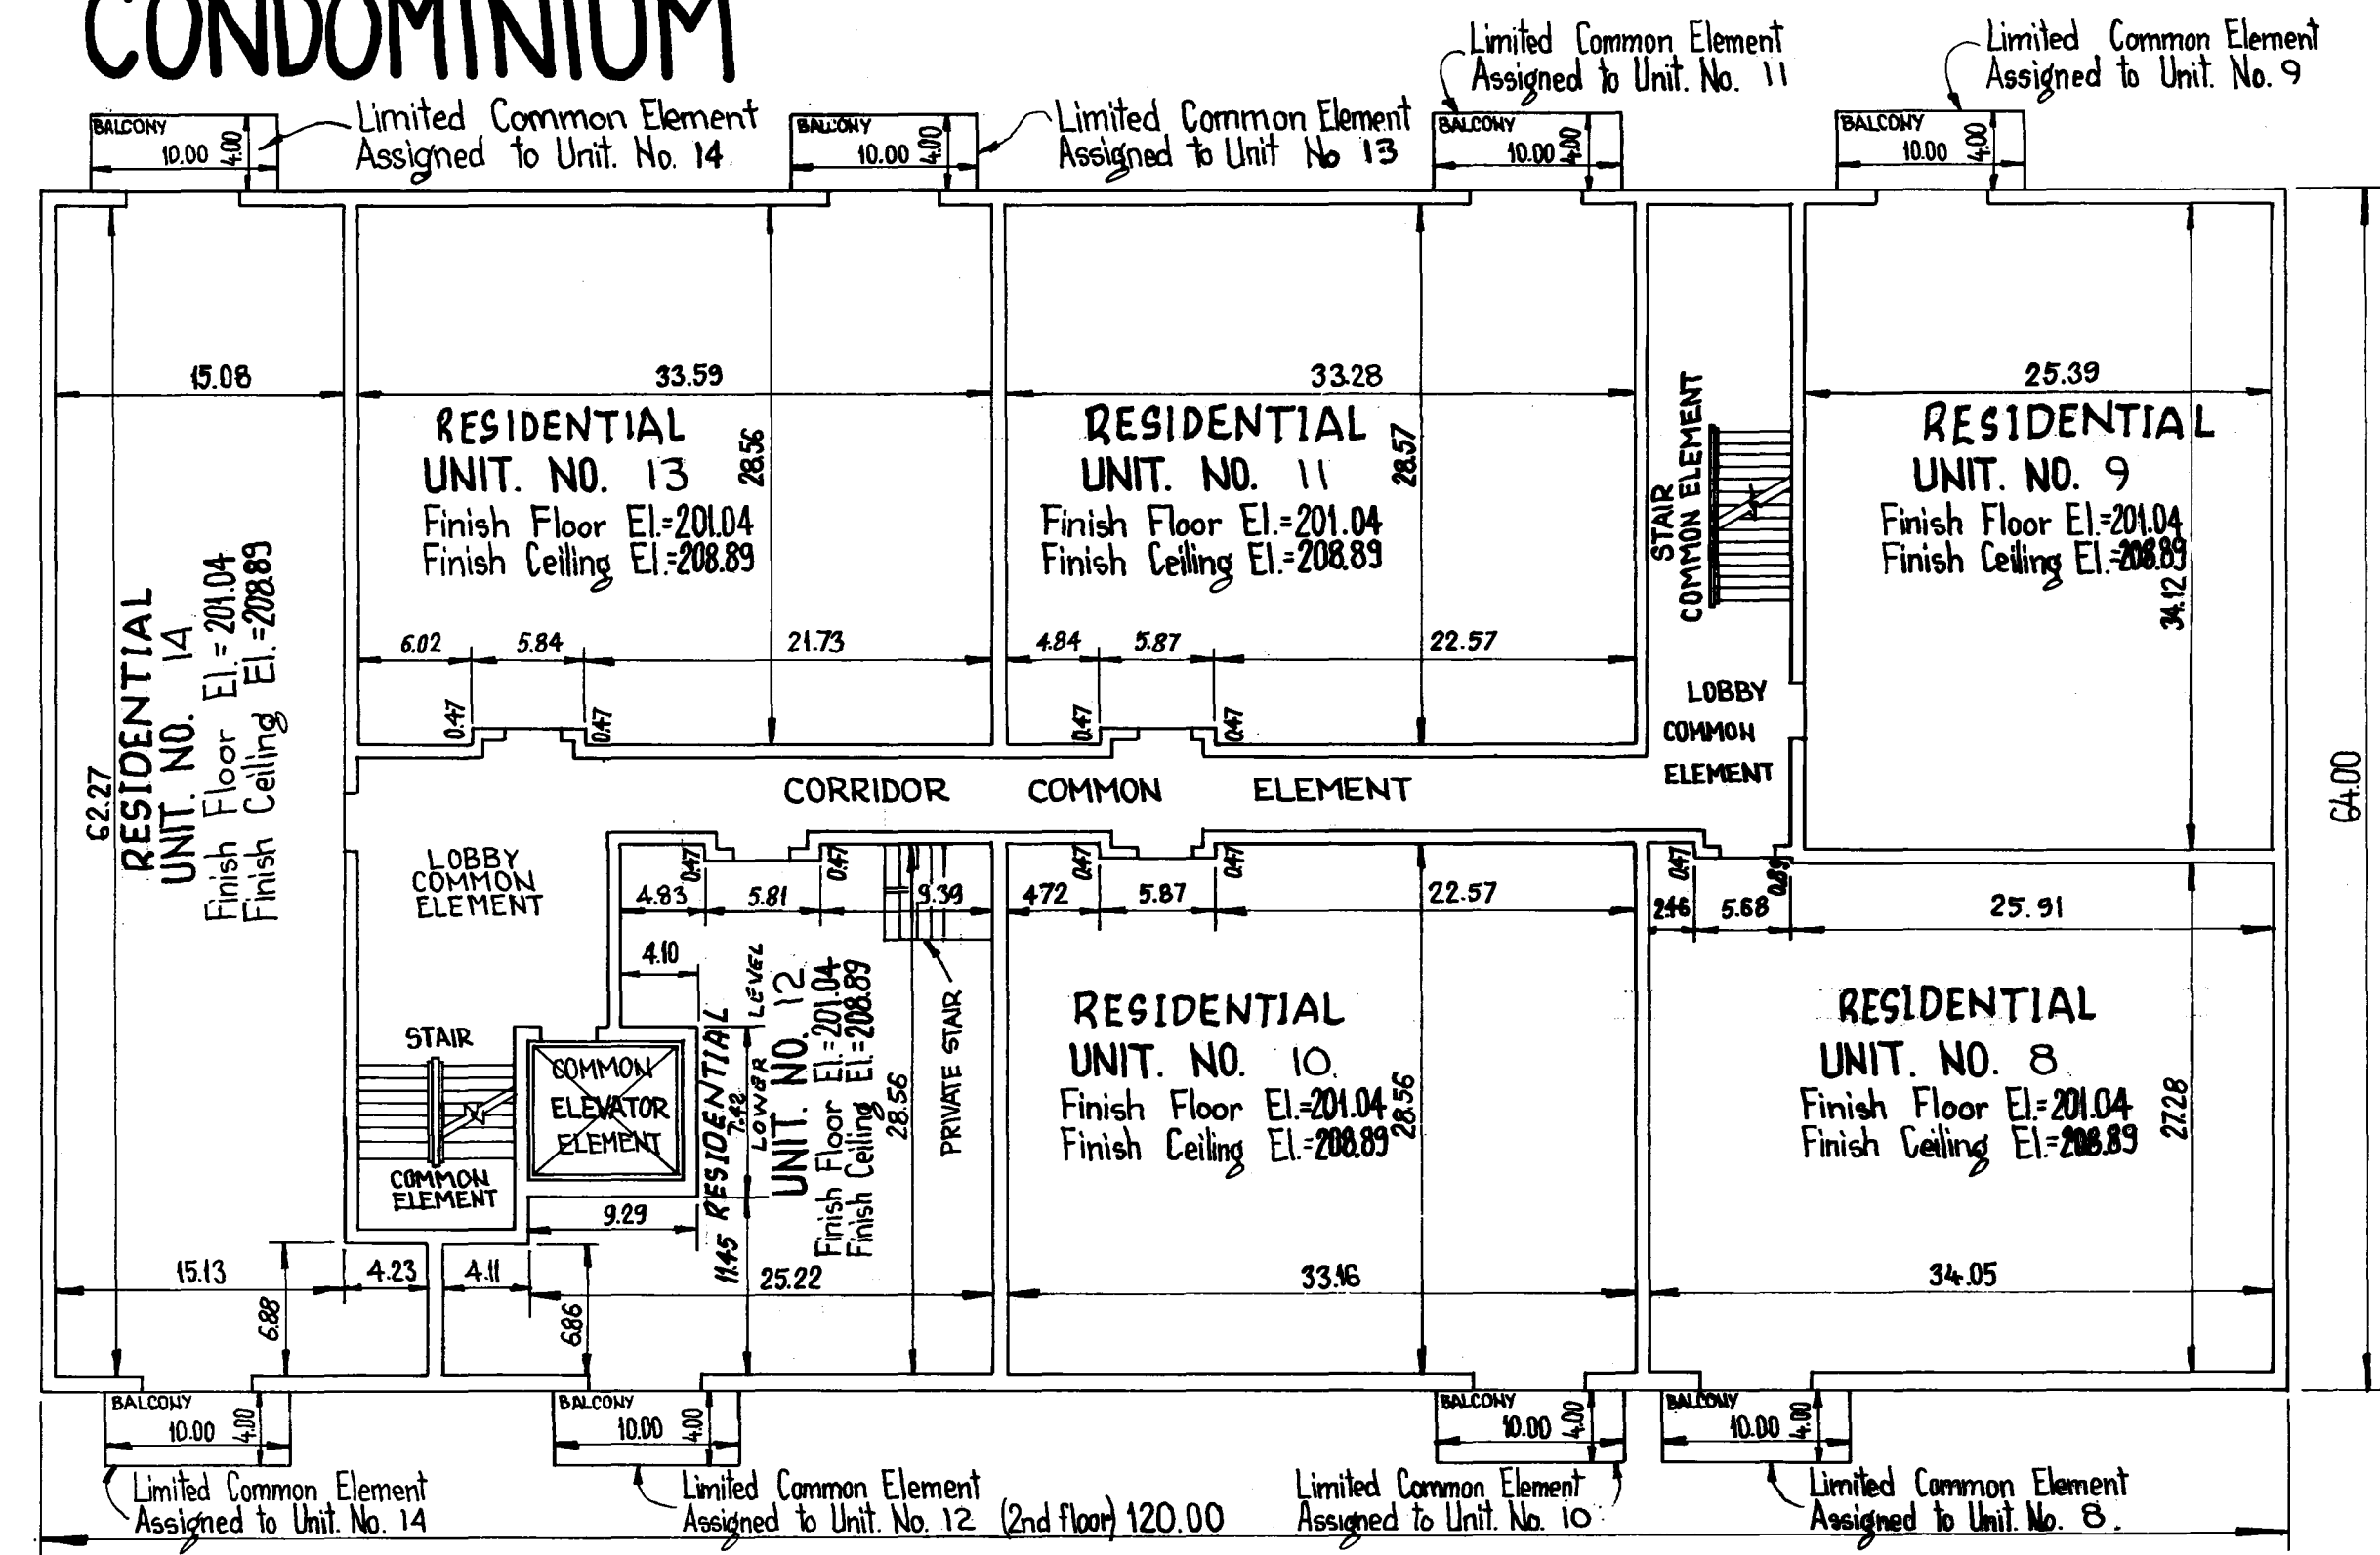 CONDOMINIUM
Limited Common Element
Assigned to Unit. No. 11
Limited Common Element
Assigned to Unit. No. 9
BALCONY
10.00
4.00
Limited Common Element
Assigned to Unit. No. 14
BALCONY
10.00
4.00
Limited Common Element
Assigned to Unit No 13
BALCONY
10.00
4.00
BALCONY
10.00
4.00
15.08
33.59
33.28
25.39
RESIDENTIAL
UNIT. NO. 13
Finish Floor El.=201.04
Finish Ceiling El.=208.89
28.56
RESIDENTIAL
UNIT. NO. 11
Finish Floor El.=201.04
Finish Ceiling El.=208.89
28.57
STAIR
COMMON ELEMENT
RESIDENTIAL
UNIT. NO. 9
Finish Floor El.=201.04
Finish Ceiling El.=208.89
34.12
62.27
RESIDENTIAL
UNIT. NO. 14
Finish Floor El.=201.04
Finish Ceiling El.=208.89
6.02
5.84
21.73
0.47
0.47
4.84
5.87
22.57
0.47
0.47
LOBBY
COMMON
ELEMENT
64.00
CORRIDOR COMMON ELEMENT
LOBBY
COMMON
ELEMENT
0.47
0.47
4.83
5.81
9.39
4.10
0.47
0.47
4.72
5.87
22.57
0.47
0.89
2.46
5.68
25.91
STAIR
COMMON
ELEMENT
COMMON
ELEVATOR
ELEMENT
9.29
11.45
RESIDENTIAL
7.42
LOWER LEVEL
UNIT. NO. 12
Finish Floor El.=201.04
Finish Ceiling El.=208.89
28.56
PRIVATE STAIR
RESIDENTIAL
UNIT. NO. 10.
Finish Floor El.=201.04
Finish Ceiling El.=208.89
28.56
RESIDENTIAL
UNIT. NO. 8
Finish Floor El.=201.04
Finish Ceiling El.=208.89
27.28
15.13
4.23
4.11
25.22
33.16
34.05
6.88
6.86
BALCONY
10.00
4.00
BALCONY
10.00
4.00
BALCONY
10.00
4.00
BALCONY
10.00
4.00
Limited Common Element
Assigned to Unit. No. 14
Limited Common Element
Assigned to Unit. No. 12
(2nd floor) 120.00
Limited Common Element
Assigned to Unit. No. 10
Limited Common Element
Assigned to Unit. No. 8.